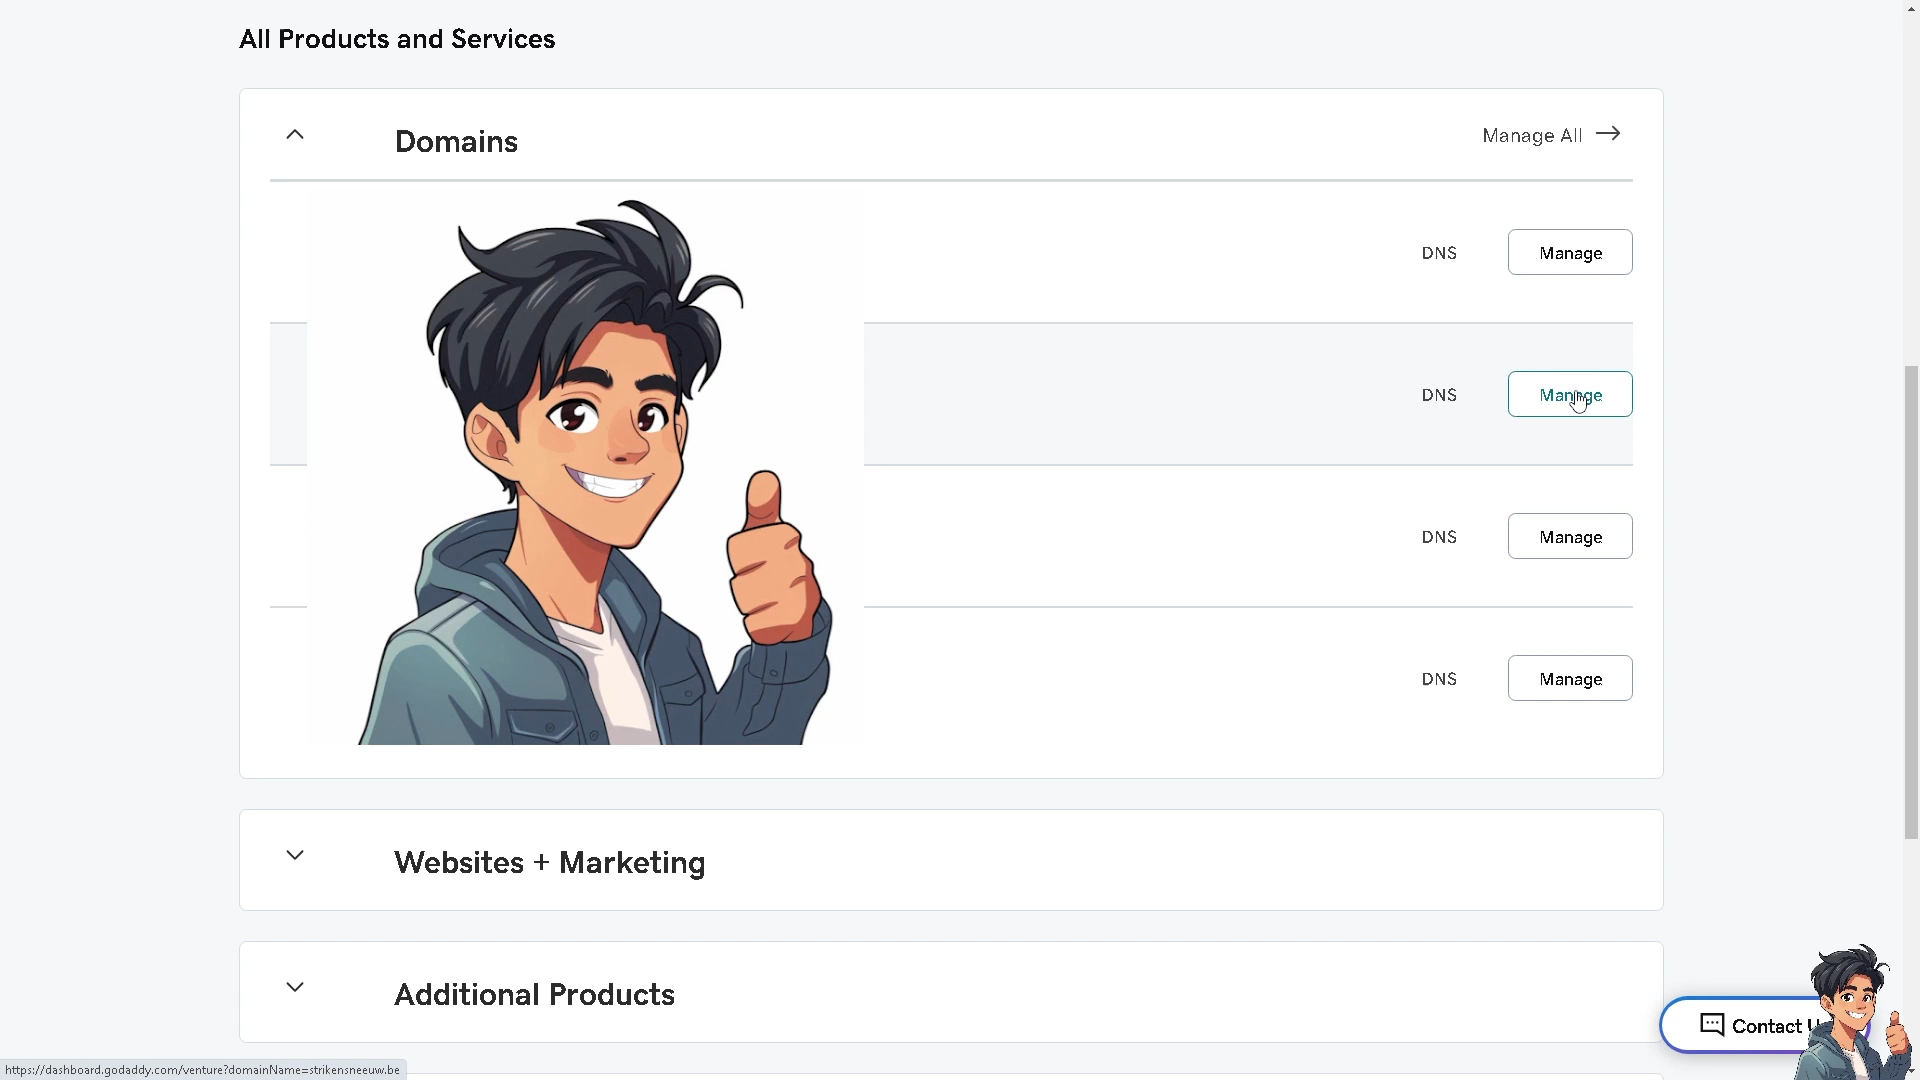 All Products and Services
Domains
Manage All
DNS
Manage
DNS
Manage
DNS
Manage
DNS
Manage
Websites + Marketing
Additional Products
Contact
https://dashboard.godaddy.com/venture?domainName=strikensneeuw.be